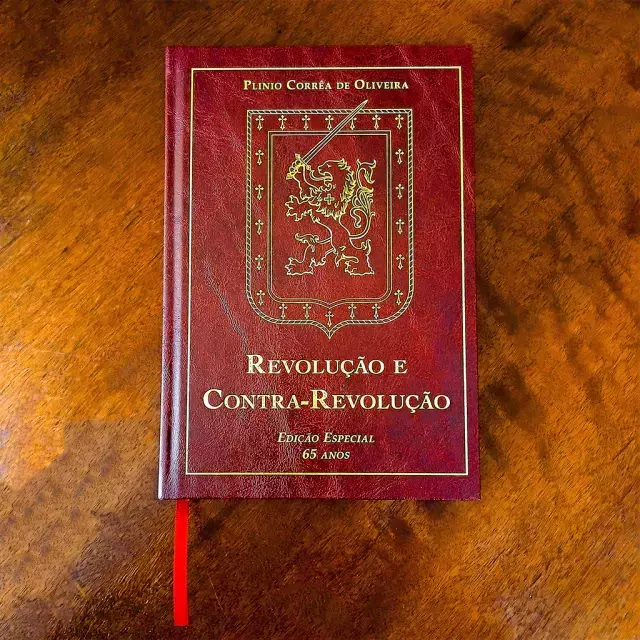 Plinio Corrêa de Oliveira
Revolução e
Contra-Revolução
Edição Especial
65 anos